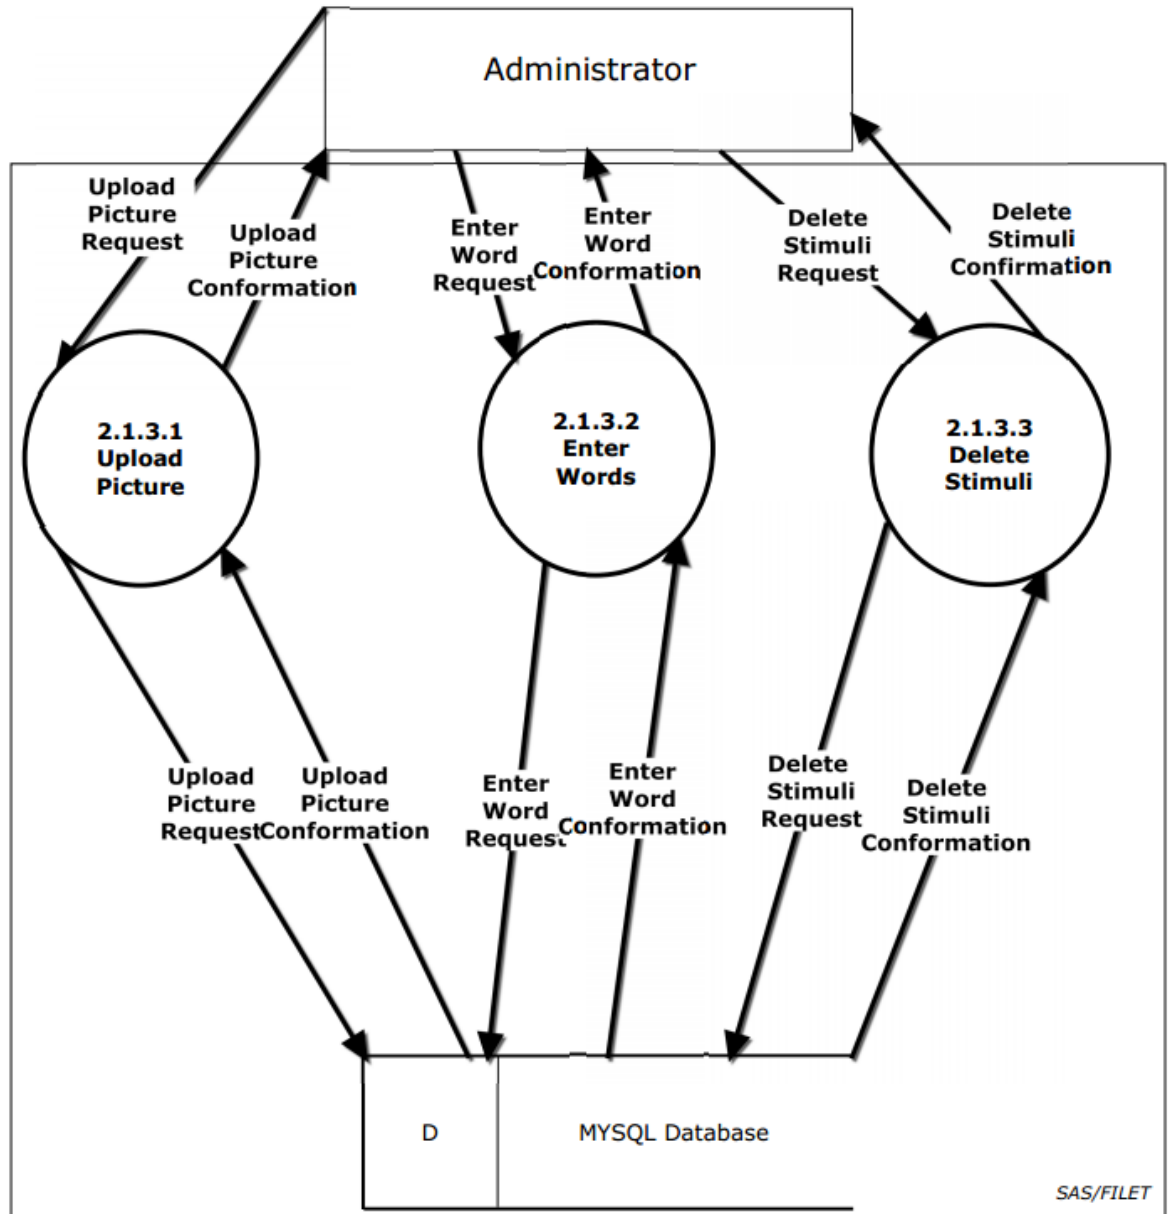 Administrator
Upload
Picture
Request
Upload
Picture
Conformation
Enter
Word
Request
Enter
Word
Conformation
Delete
Stimuli
Request
Delete
Stimuli
Confirmation
2.1.3.1
Upload
Picture
2.1.3.2
Enter
Words
2.1.3.3
Delete
Stimuli
Upload
Picture
Request
Upload
Picture
Conformation
Enter
Word
Request
Enter
Word
Conformation
Delete
Stimuli
Request
Delete
Stimuli
Conformation
D
MYSQL Database
SAS/FILET